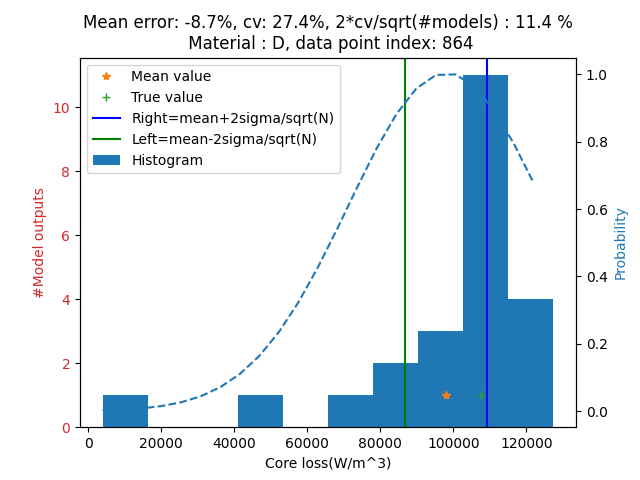 Mean error: -8.7%, cv: 27.4%, 2*cv/sqrt(#models) : 11.4 %
Material : D, data point index: 864
Mean value
True value
Right=mean+2sigma/sqrt(N)
Left=mean-2sigma/sqrt(N)
Histogram
#Model outputs
0
2
4
6
8
10
0
20000
40000
60000
80000
100000
120000
Core loss(W/m^3)
0.0
0.2
0.4
0.6
0.8
1.0
Probability